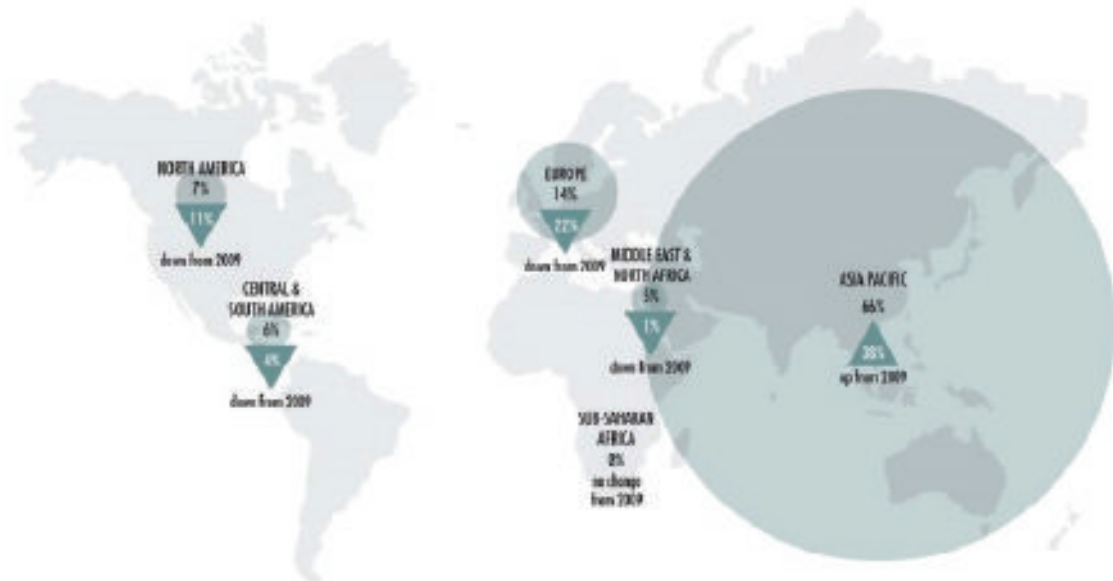 NORTH AMERICA
7%
11%
down from 2009
CENTRAL &
SOUTH AMERICA
6%
4%
down from 2009
EUROPE
14%
22%
down from 2009
MIDDLE EAST &
NORTH AFRICA
5%
1%
down from 2009
SUB-SAHARAN
AFRICA
0%
no change
from 2009
ASIA PACIFIC
66%
38%
up from 2009